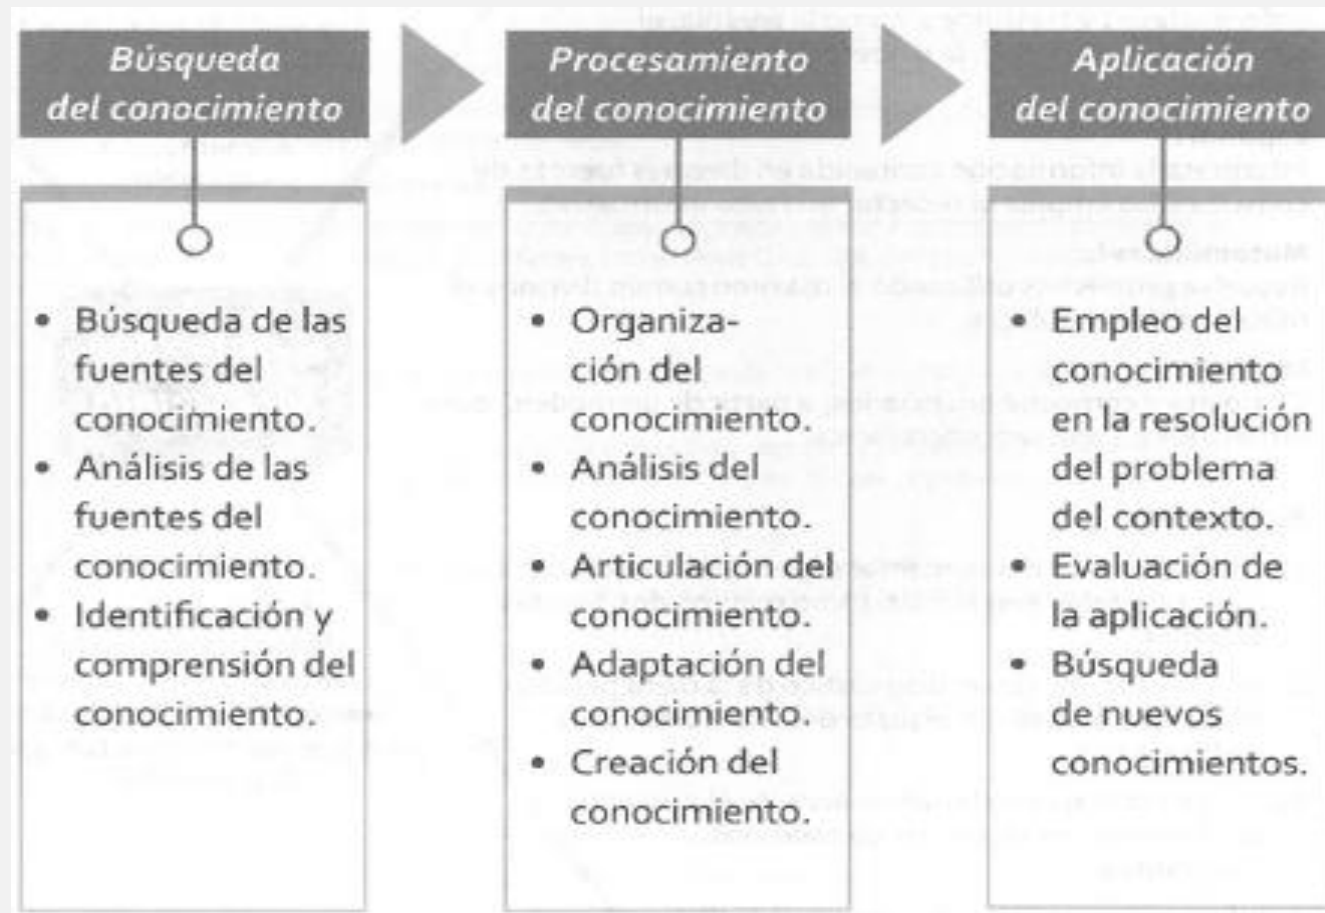 Búsqueda
del conocimiento
Procesamiento
del conocimiento
Aplicación
del conocimiento
• Búsqueda de las
fuentes del
conocimiento.
• Análisis de las
fuentes del
conocimiento.
• Identificación y
comprensión del
conocimiento.
• Organiza-
ción del
conocimiento.
• Análisis del
conocimiento.
• Articulación del
conocimiento.
• Adaptación del
conocimiento.
• Creación del
conocimiento.
• Empleo del
conocimiento
en la resolución
del problema
del contexto.
• Evaluación de
la aplicación.
• Búsqueda
de nuevos
conocimientos.